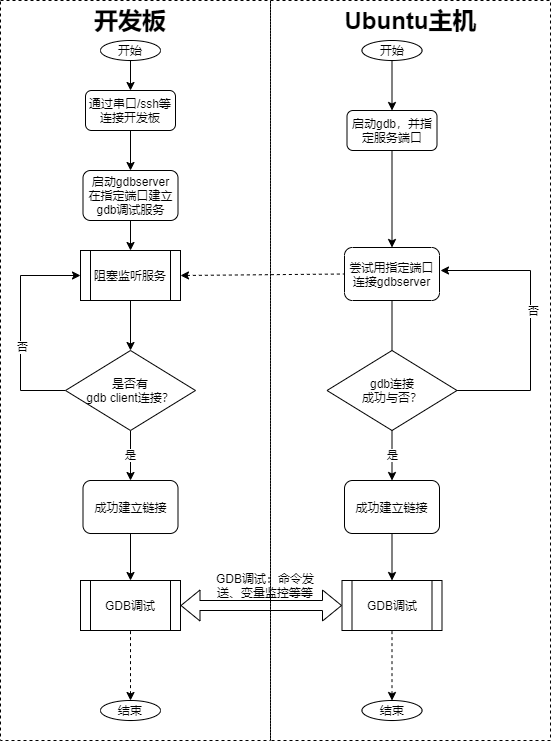 开发板
开始
通过串口/ssh等
连接开发板
启动gdbserver
在指定端口建立
gdb调试服务
阻塞监听服务
否
是否有
gdb client连接?
是
成功建立链接
GDB调试
结束
GDB调试：命令发
送、变量监控等等
Ubuntu主机
开始
启动gdb，并指
定服务端口
尝试用指定端口
连接gdbserver
否
gdb连接
成功与否?
是
成功建立链接
GDB调试
结束